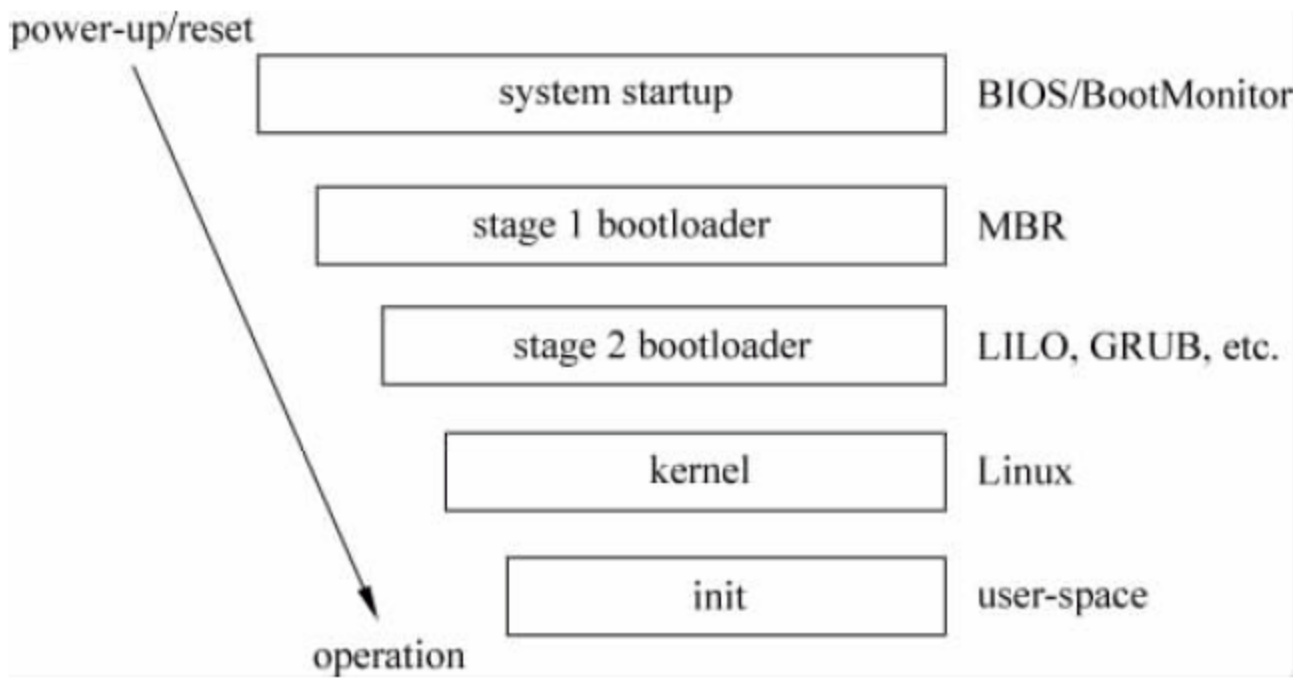 power-up/reset
system startup
BIOS/BootMonitor
stage 1 bootloader
MBR
stage 2 bootloader
LILO, GRUB, etc.
kernel
Linux
init
user-space
operation